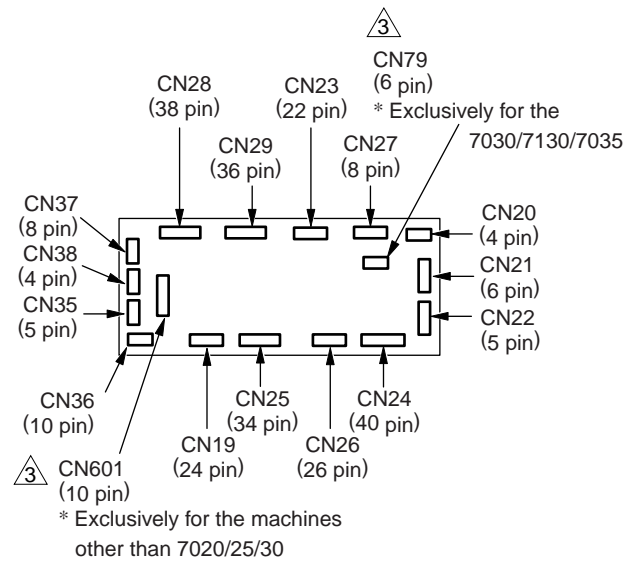 3
CN79
(6 pin)
* Exclusively for the
7030/7130/7035
CN28
(38 pin)
CN23
(22 pin)
CN29
(36 pin)
CN27
(8 pin)
CN37
(8 pin)
CN38
(4 pin)
CN35
(5 pin)
CN20
(4 pin)
CN21
(6 pin)
CN22
(5 pin)
CN36
(10 pin)
CN19
(24 pin)
CN25
(34 pin)
CN26
(26 pin)
CN24
(40 pin)
3
CN601
(10 pin)
* Exclusively for the machines
other than 7020/25/30